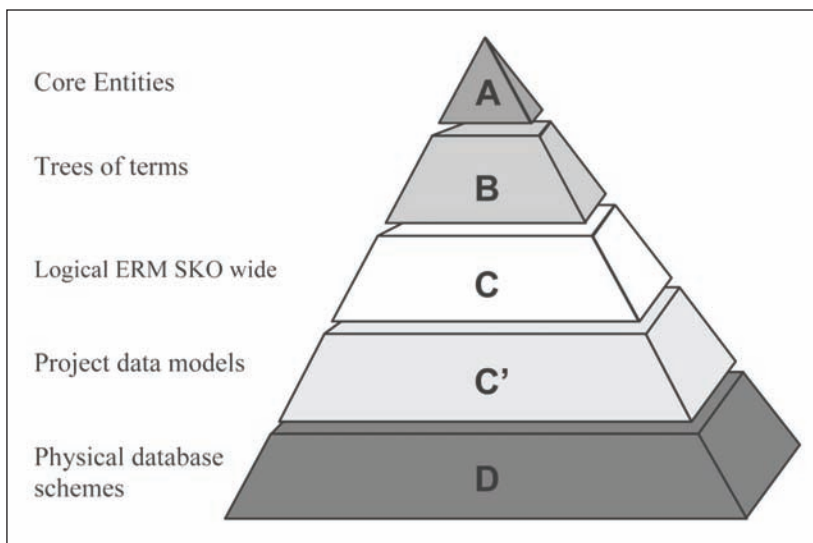 Core Entities
A
Trees of terms
B
Logical ERM SKO wide
C
Project data models
C’
Physical database
schemes
D